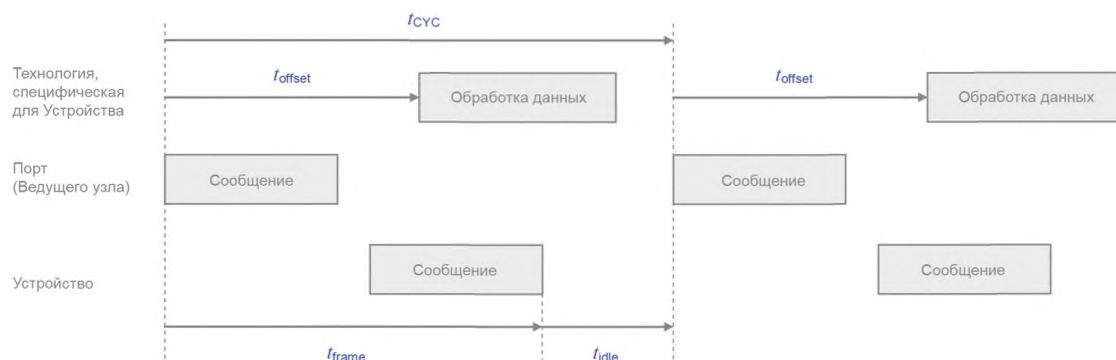 tCYC
Технология,
специфическая
для Устройства
toffset
Обработка данных
toffset
Обработка данных
Порт
(Ведущего узла)
Сообщение
Сообщение
Устройство
Сообщение
Сообщение
tframe
tidle